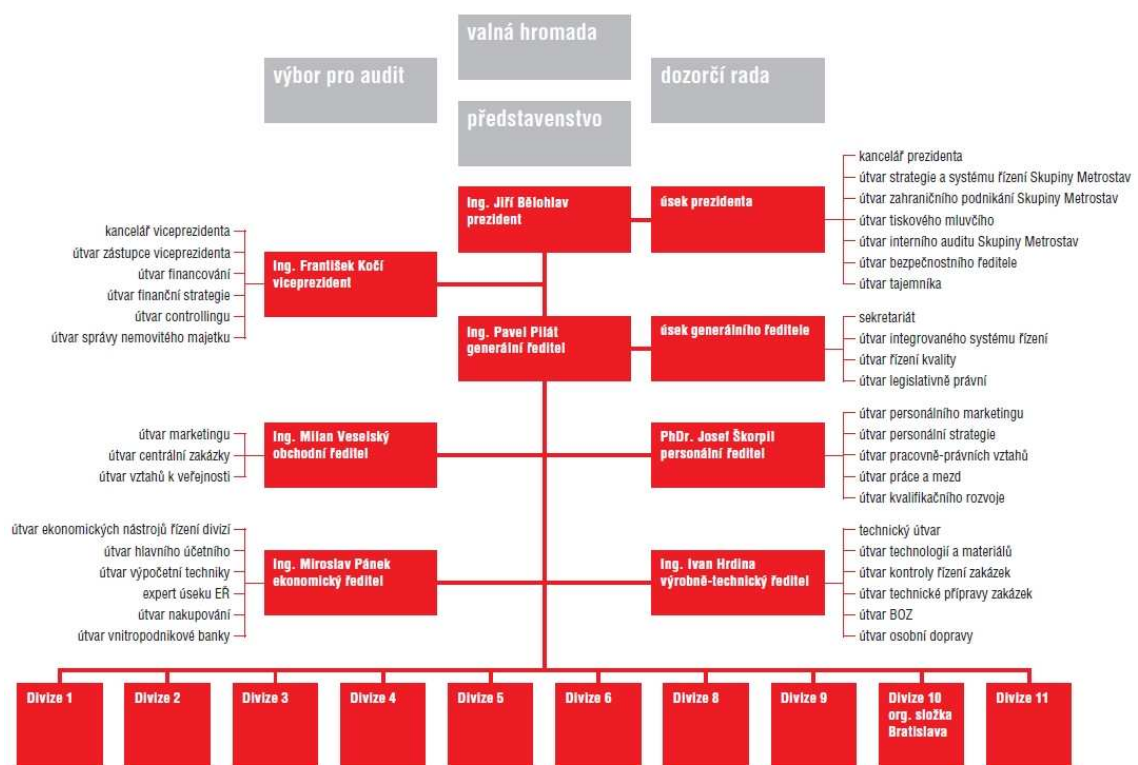 valná hromada
výbor pro audit
dozorčí rada
představenstvo
Ing. Jiří Bělohlav
prezident
úsek prezidenta
kancelář prezidenta
útvar strategie a systému řízení Skupiny Metrostav
útvar zahraničního podnikání Skupiny Metrostav
útvar tiskového mluvčího
útvar interního auditu Skupiny Metrostav
útvar bezpečnostního ředitele
útvar tajemníka
kancelář viceprezidenta
útvar zástupce viceprezidenta
útvar financování
útvar finanční strategie
útvar controllingu
útvar správy nemovitého majetku
Ing. František Kočí
viceprezident
Ing. Pavel Pilát
generální ředitel
úsek generálního ředitele
sekretariát
útvar integrovaného systému řízení
útvar řízení kvality
útvar legislativně právní
útvar marketingu
útvar centrální zakázky
útvar vztahů k veřejnosti
Ing. Milan Veselský
obchodní ředitel
PhDr. Josef Škorpil
personální ředitel
útvar personálního marketingu
útvar personální strategie
útvar pracovně-právních vztahů
útvar práce a mezd
útvar kvalifikačního rozvoje
útvar ekonomických nástrojů řízení divizí
útvar hlavního účetního
útvar výpočetní techniky
expert úseku EŘ
útvar nakupování
útvar vnitropodnikové banky
Ing. Miroslav Pánek
ekonomický ředitel
Ing. Ivan Hrdina
výrobně-technický ředitel
technický útvar
útvar technologií a materiálů
útvar kontroly řízení zakázek
útvar technické přípravy zakázek
útvar BOZ
útvar osobní dopravy
Divize 1
Divize 2
Divize 3
Divize 4
Divize 5
Divize 6
Divize 8
Divize 9
Divize 10
org. složka
Bratislava
Divize 11